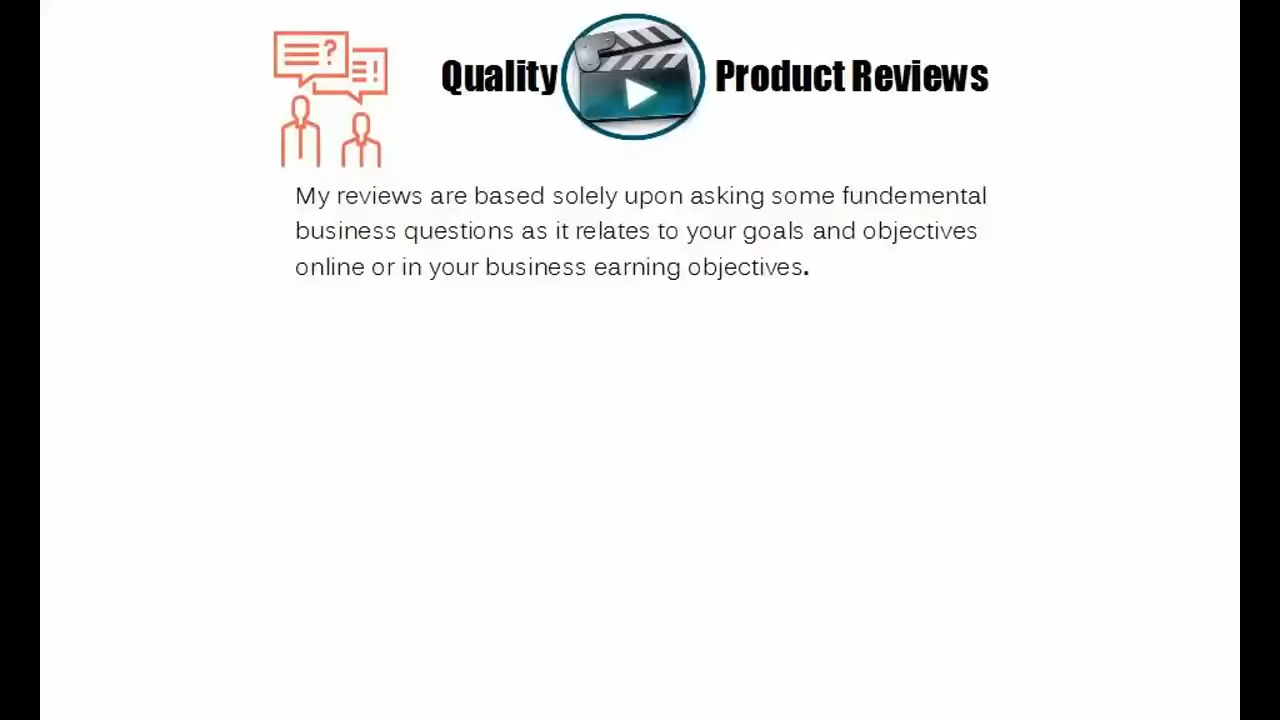 Quality Product Reviews
My reviews are based solely upon asking some fundemental
business questions as it relates to your goals and objectives
online or in your business earning objectives.